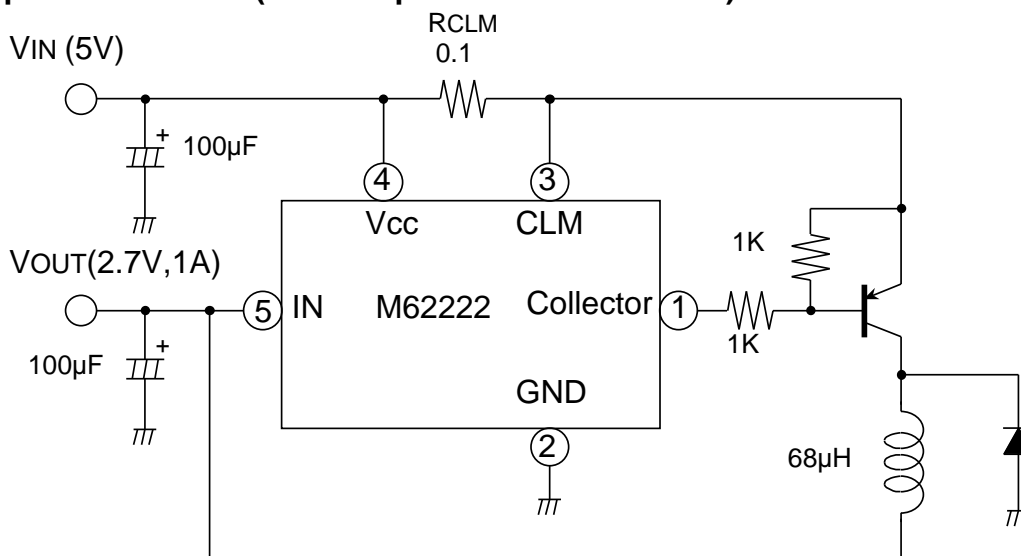 RCLM
0.1
VIN (5V)
+
100µF
4
3
Vcc
CLM
VOUT(2.7V,1A)
1K
5
IN
M62222
Collector
1
+
100µF
1K
GND
2
68µH